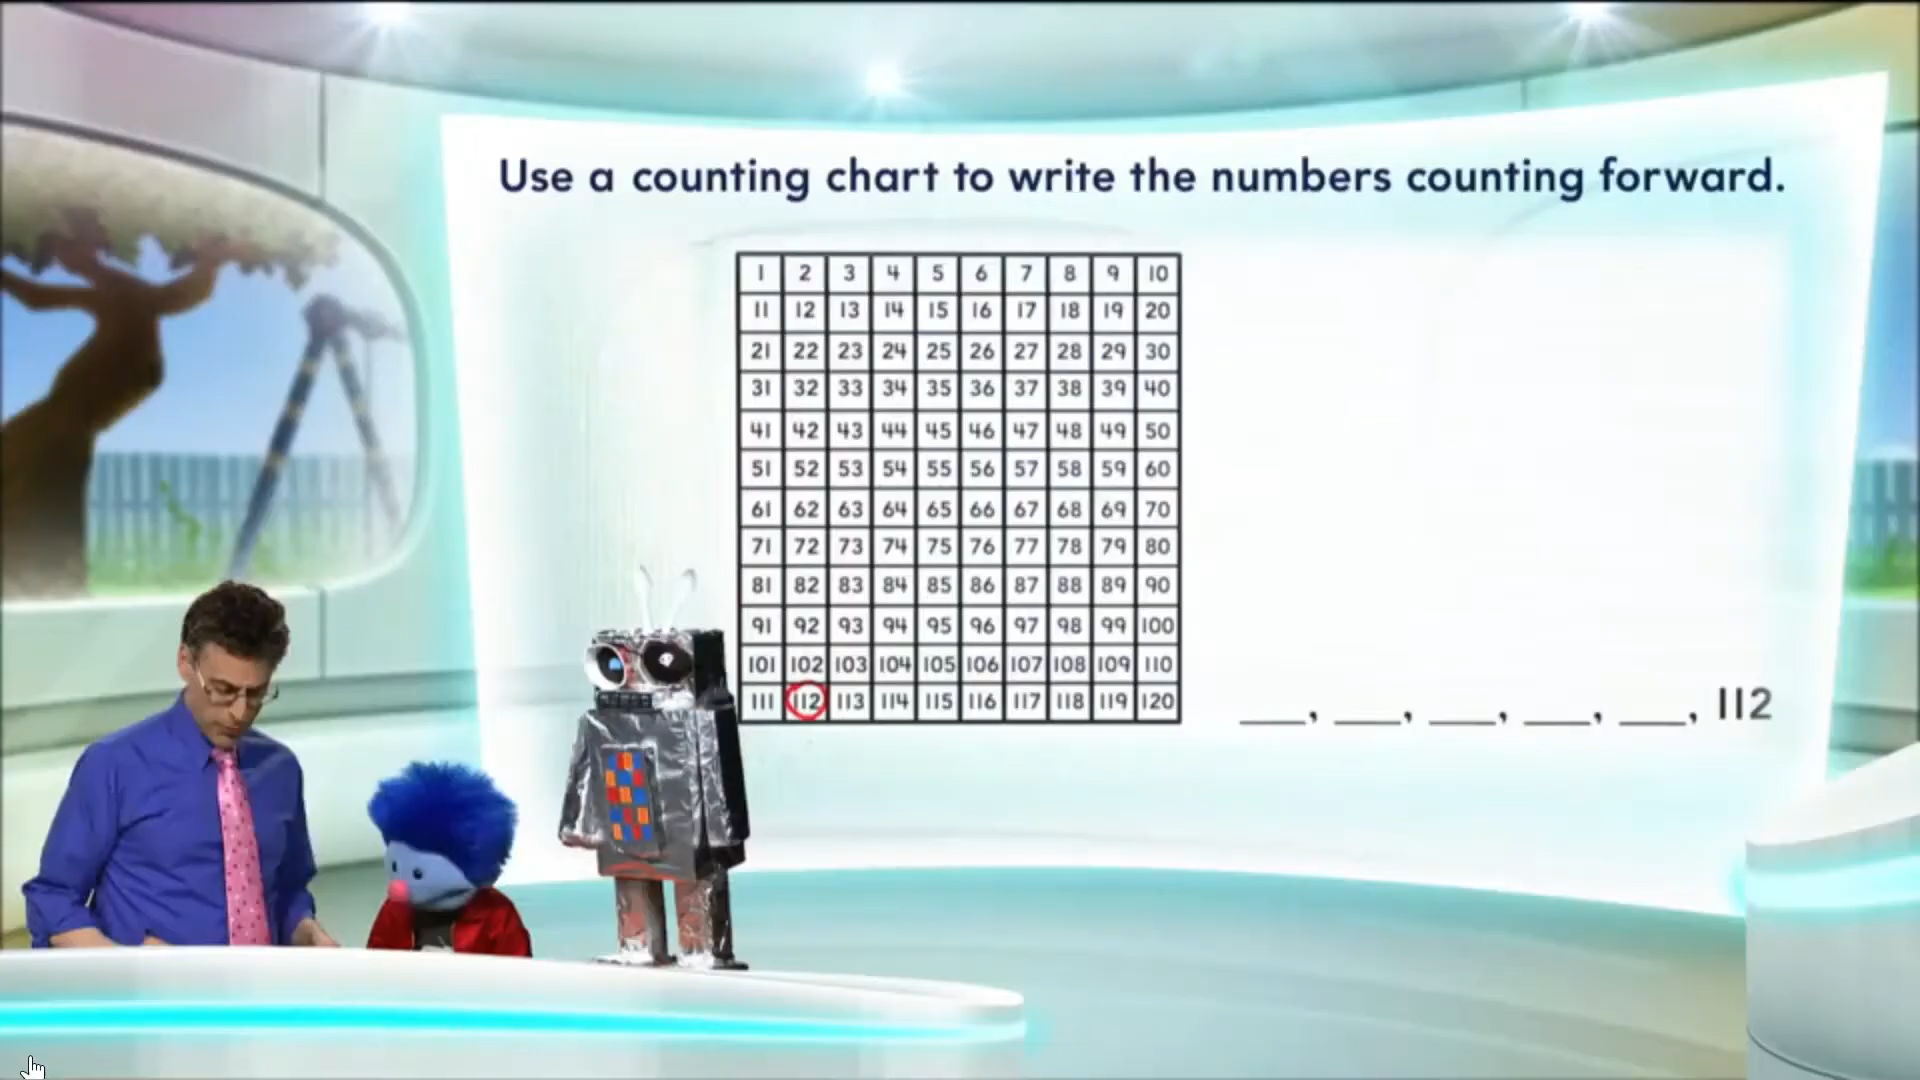 Use a counting chart to write the numbers counting forward.
1 2 3 4 5 6 7 8 9 10
11 12 13 14 15 16 17 18 19 20
21 22 23 24 25 26 27 28 29 30
31 32 33 34 35 36 37 38 39 40
41 42 43 44 45 46 47 48 49 50
51 52 53 54 55 56 57 58 59 60
61 62 63 64 65 66 67 68 69 70
71 72 73 74 75 76 77 78 79 80
81 82 83 84 85 86 87 88 89 90
91 92 93 94 95 96 97 98 99 100
101 102 103 104 105 106 107 108 109 110
111 112 113 114 115 116 117 118 119 120
___, ___, ___, ___, ___, 112